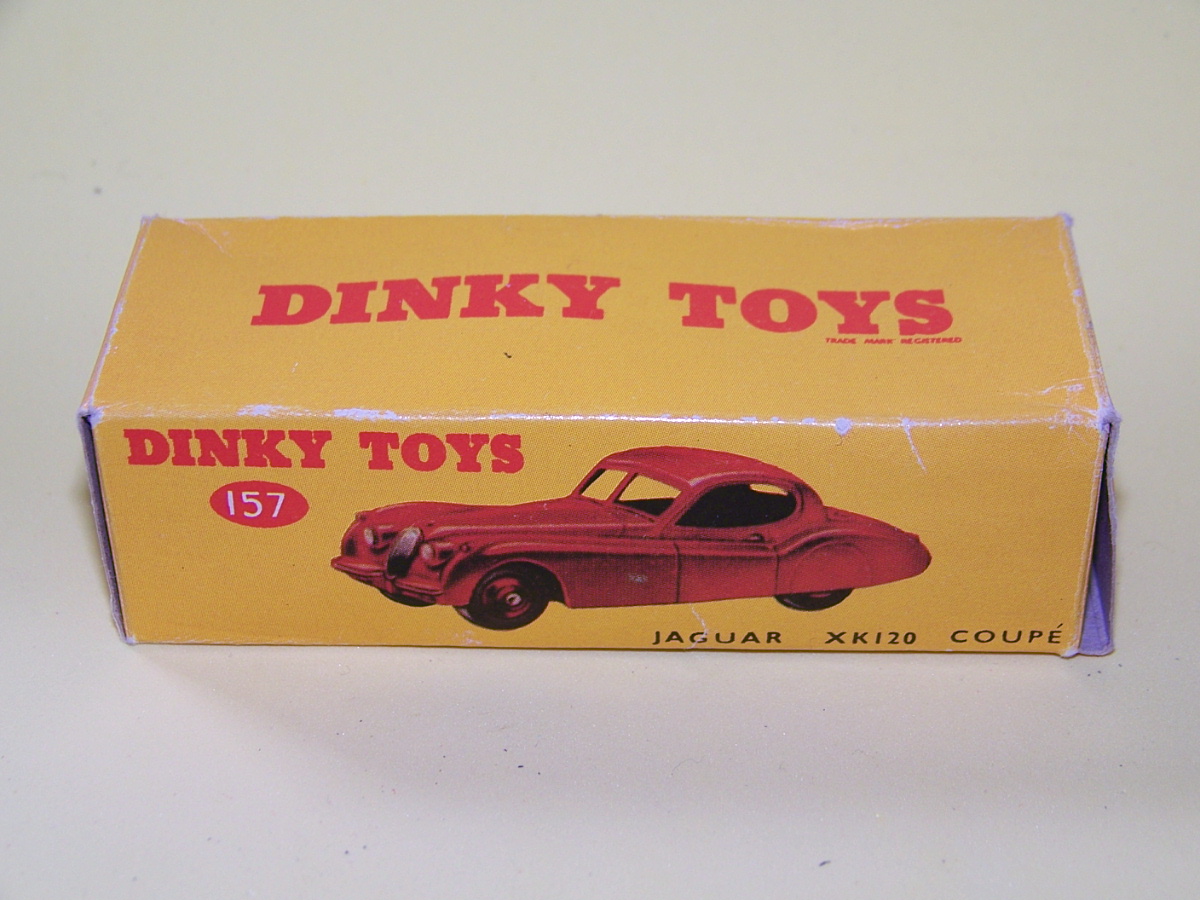 DINKY TOYS
TRADE MARK REGISTERED
DINKY TOYS
157
JAGUAR XK120 COUPÉ